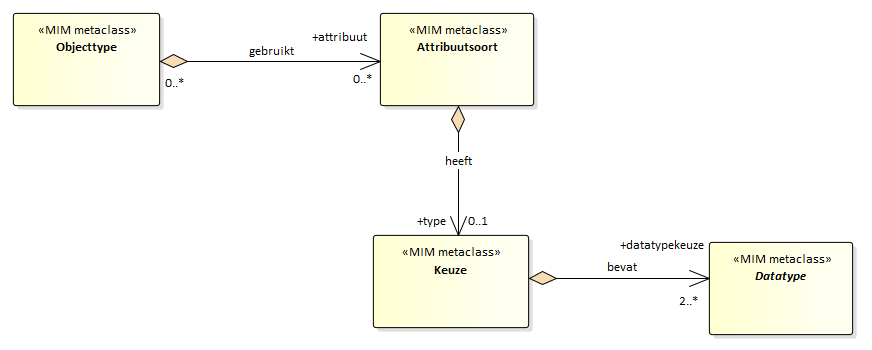 «MIM metaclass»
Objecttype
0..*
gebruikt
+attribuut
0..*
«MIM metaclass»
Attribuutsoort
heeft
+type
0..1
«MIM metaclass»
Keuze
bevat
+datatypekeuze
2..*
«MIM metaclass»
Datatype